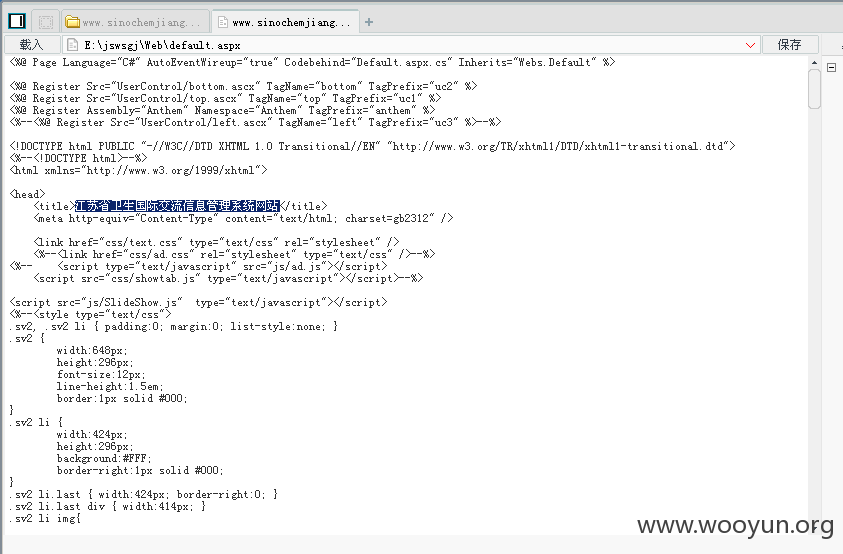 www.sinochemjiang...
www.sinochemjiang...
载入
E:\jswsgj\Web\default.aspx
保存
<%@ Page Language="C#" AutoEventWireup="true" Codebehind="Default.aspx.cs" Inherits="Webs.Default" %>
<%@ Register Src="UserControl/bottom.ascx" TagName="bottom" TagPrefix="uc2" %>
<%@ Register Src="UserControl/top.ascx" TagName="top" TagPrefix="uc1" %>
<%@ Register Assembly="Anthem" Namespace="Anthem" TagPrefix="anthem" %>
<%--<%@ Register Src="UserControl/left.ascx" TagName="left" TagPrefix="uc3" %>--%>
<!DOCTYPE html PUBLIC "-//W3C//DTD XHTML 1.0 Transitional//EN" "http://www.w3.org/TR/xhtml1/DTD/xhtml1-transitional.dtd">
<%--<!DOCTYPE html>--%>
<html xmlns="http://www.w3.org/1999/xhtml">
<head>
<title>江苏省卫生国际交流信息管理系统网站</title>
<meta http-equiv="Content-Type" content="text/html; charset=gb2312" />
<link href="css/text.css" type="text/css" rel="stylesheet" />
<%--<link href="css/ad.css" rel="stylesheet" type="text/css" />--%>
<%-- <script type="text/javascript" src="js/ad.js"></script>
<script src="css/showtab.js" type="text/javascript"></script>--%>
<script src="js/SlideShow.js" type="text/javascript"></script>
<%--<style type="text/css">
.sv2, .sv2 li { padding:0; margin:0; list-style:none; }
.sv2 {
width:648px;
height:296px;
font-size:12px;
line-height:1.5em;
border:1px solid #000;
}
.sv2 li {
width:424px;
height:296px;
background:#FFF;
border-right:1px solid #000;
}
.sv2 li.last { width:424px; border-right:0; }
.sv2 li.last div { width:414px; }
.sv2 li img{
www.wooyun.org